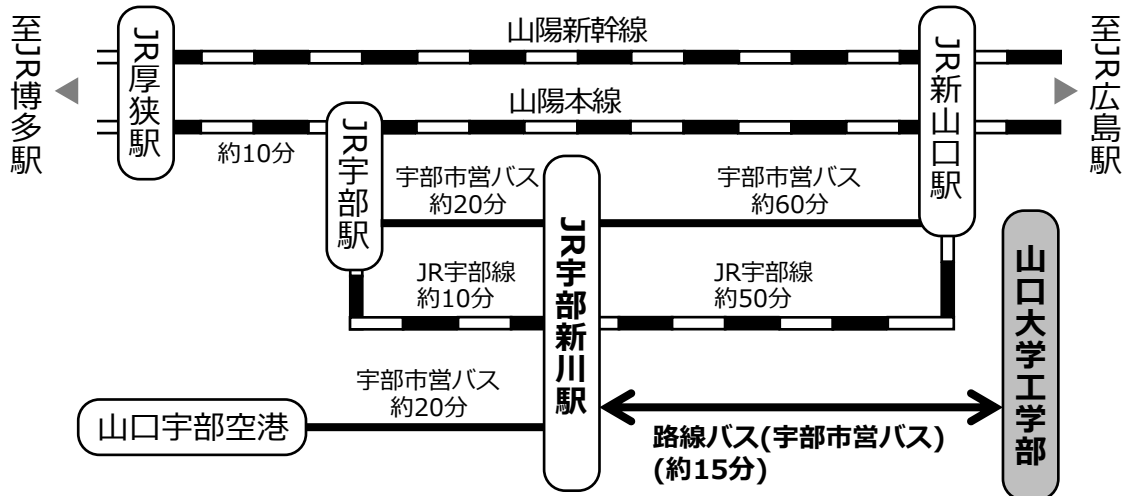 至JR博多駅
JR厚狭駅
山陽新幹線
山陽本線
約10分
JR宇部駅
宇部市営バス
約20分
宇部市営バス
約60分
JR新山口駅
至JR広島駅
JR宇部線
約10分
JR宇部新川駅
JR宇部線
約50分
山口大学工学部
宇部市営バス
約20分
山口宇部空港
路線バス(宇部市営バス)
(約15分)